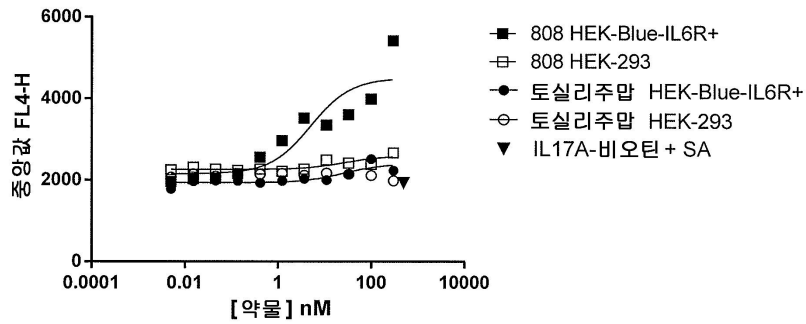 6000
4000
2000
0
중앙값 FL4-H
0.0001
0.01
1
100
10000
[약물] nM
808 HEK-Blue-IL6R+
808 HEK-293
토실리주맙 HEK-Blue-IL6R+
토실리주맙 HEK-293
IL17A-비오틴 + SA